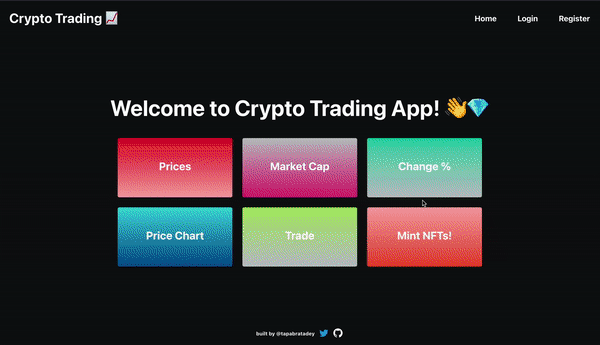 Crypto Trading 📈
Home Login Register
Welcome to Crypto Trading App! 👋💎
Prices Market Cap Change %
Price Chart Trade Mint NFTs!
built by @tapabratadey